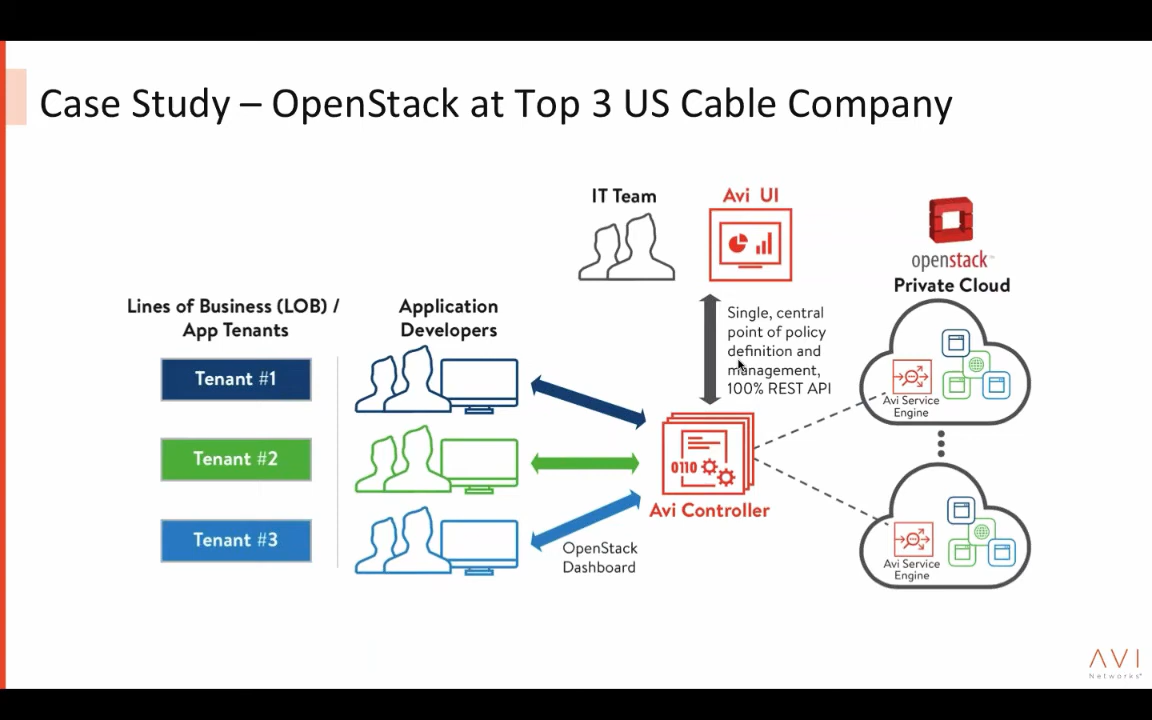 Case Study – OpenStack at Top 3 US Cable Company
IT Team
Avi UI
openstack™
Private Cloud
Lines of Business (LOB) /
App Tenants
Application
Developers
Single, central
point of policy
definition and
management,
100% REST API
Tenant #1
Tenant #2
Tenant #3
0110
Avi Controller
OpenStack
Dashboard
Avi Service
Engine
Avi Service
Engine
AVI
Networks